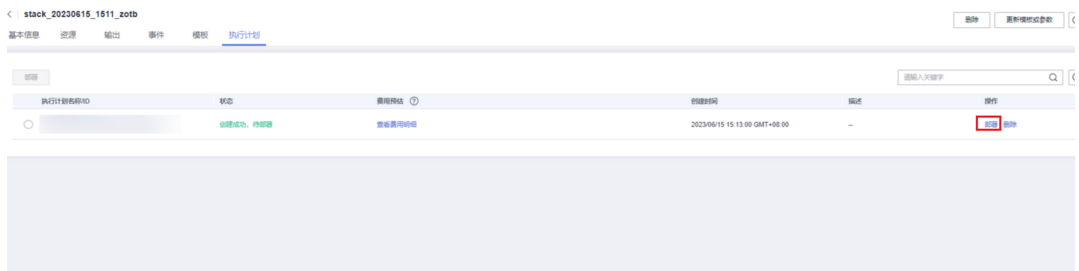 < stack_20230615_1511_zotb
删除 更新模板或参数
基本信息 资源 输出 事件 模板 执行计划
部署
请输入关键字
执行计划名称/ID 状态 费用预估 ? 创建时间 描述 操作
创建成功，待部署 查看费用明细 2023/06/15 15:13:00 GMT+08:00 -- 部署 删除